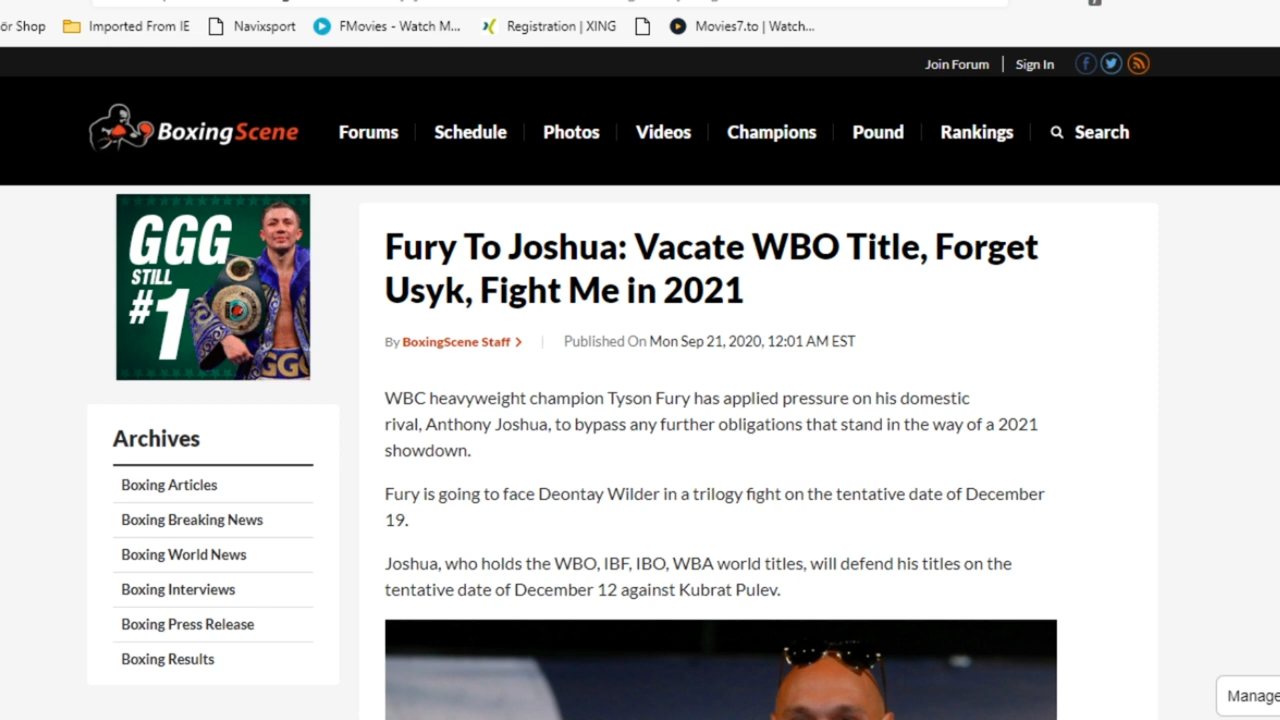 ör Shop
Imported From IE
Navixsport
FMovies - Watch M...
Registration | XING
Movies7.to | Watch...
Join Forum
Sign In
BoxingScene
Forums
Schedule
Photos
Videos
Champions
Pound
Rankings
Search
GGG
STILL
#1
GGG
Fury To Joshua: Vacate WBO Title, Forget
Usyk, Fight Me in 2021
By BoxingScene Staff
Published On Mon Sep 21, 2020, 12:01 AM EST
WBC heavyweight champion Tyson Fury has applied pressure on his domestic
rival, Anthony Joshua, to bypass any further obligations that stand in the way of a 2021
showdown.
Fury is going to face Deontay Wilder in a trilogy fight on the tentative date of December
19.
Joshua, who holds the WBO, IBF, IBO, WBA world titles, will defend his titles on the
tentative date of December 12 against Kubrat Pulev.
Archives
Boxing Articles
Boxing Breaking News
Boxing World News
Boxing Interviews
Boxing Press Release
Boxing Results
Manage